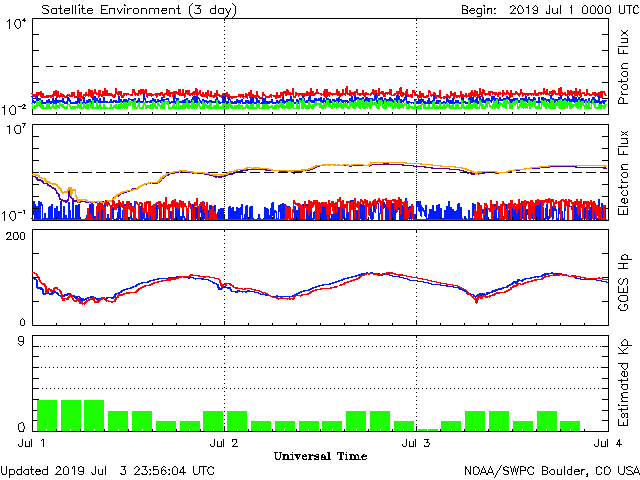 Satellite Environment (3 day) Begin: 2019 Jul 1 0000 UTC
10^4
10^-2
Proton Flux
10^7
10^-1
Electron Flux
200
0
GOES Hp
9
0
Estimated Kp
Jul 1 Jul 2 Jul 3 Jul 4
Universal Time
Updated 2019 Jul 3 23:56:04 UTC NOAA/SWPC Boulder, CO USA